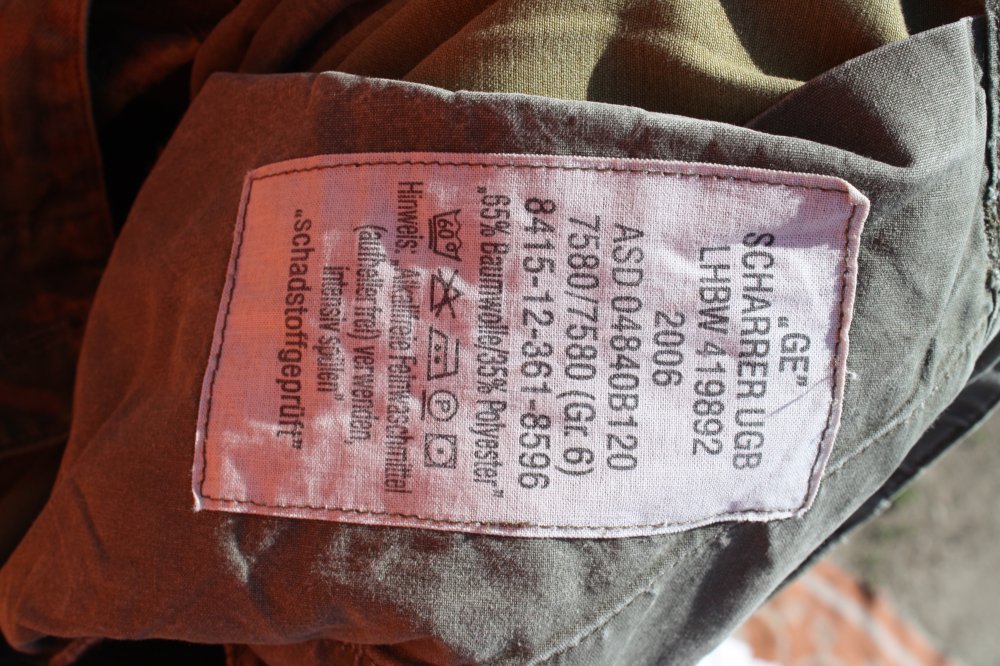 „GE”
SCHARRER UGB
LHBW 419892
2006
ASD 04840B120
7580/7580 (Gr. 6)
8415-12-361-8596
„65% Baumwolle/35% Polyester”
60
Hinweis: „Alkalifreie Feinwaschmittel
(aufhellerfrei) verwenden,
intensiv spülen”
„schadstoffgeprüft”